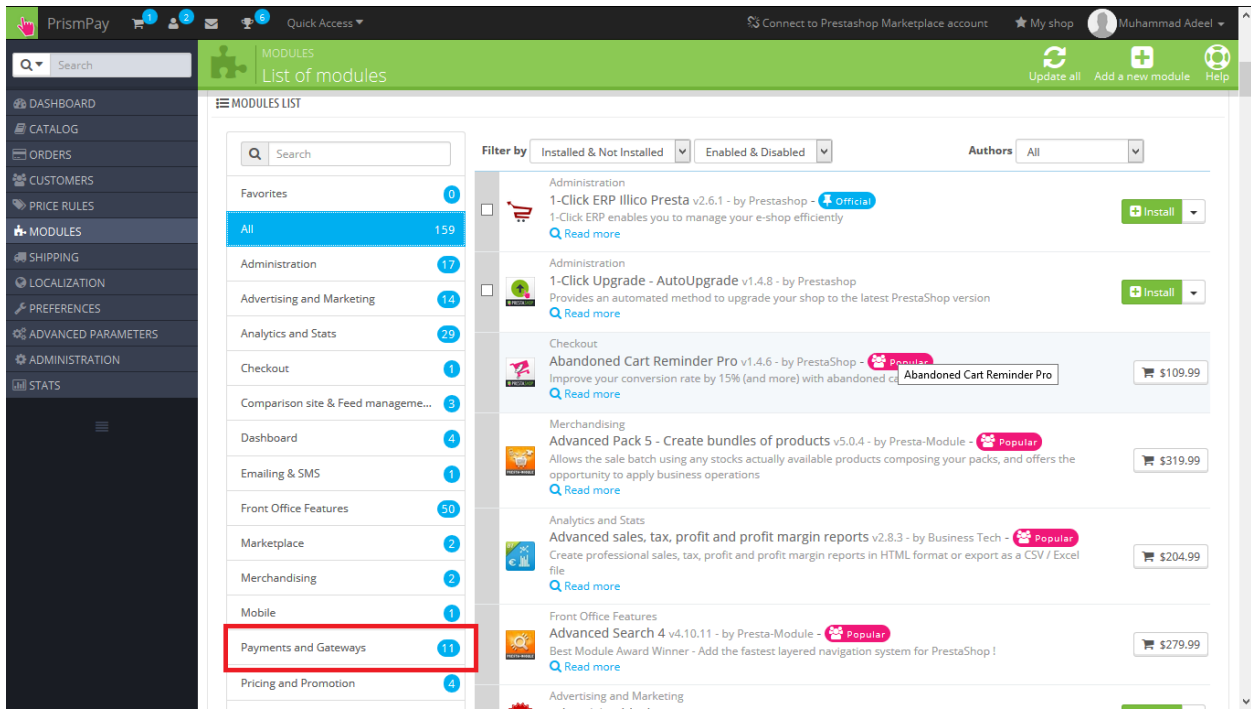 PrismPay 1 2 6 Quick Access Connect to Prestashop Marketplace account My shop Muhammad Adeel
Search
MODULES
List of modules
Update all Add a new module Help
DASHBOARD
CATALOG
ORDERS
CUSTOMERS
PRICE RULES
MODULES
SHIPPING
LOCALIZATION
PREFERENCES
ADVANCED PARAMETERS
ADMINISTRATION
STATS
MODULES LIST
Search
Favorites 0
All 159
Administration 17
Advertising and Marketing 14
Analytics and Stats 29
Checkout 1
Comparison site & Feed manageme... 3
Dashboard 4
Emailing & SMS 1
Front Office Features 50
Marketplace 2
Merchandising 2
Mobile 1
Payments and Gateways 11
Pricing and Promotion 4
Filter by Installed & Not Installed Enabled & Disabled Authors All
Administration
1-Click ERP Illico Presta v2.6.1 - by Prestashop - Official
1-Click ERP enables you to manage your e-shop efficiently
Read more
Install
Administration
1-Click Upgrade - AutoUpgrade v1.4.8 - by Prestashop
Provides an automated method to upgrade your shop to the latest PrestaShop version
Read more
Install
Checkout
Abandoned Cart Reminder Pro v1.4.6 - by PrestaShop - Popular
Improve your conversion rate by 15% (and more) with abandoned
Abandoned Cart Reminder Pro
Read more
$109.99
Merchandising
Advanced Pack 5 - Create bundles of products v5.0.4 - by Presta-Module - Popular
Allows the sale batch using any stocks actually available products composing your packs, and offers the
opportunity to apply business operations
Read more
$319.99
Analytics and Stats
Advanced sales, tax, profit and profit margin reports v2.8.3 - by Business Tech - Popular
Create professional sales, tax, profit and profit margin reports in HTML format or export as a CSV / Excel
file
Read more
$204.99
Front Office Features
Advanced Search 4 v4.10.11 - by Presta-Module - Popular
Best Module Award Winner - Add the fastest layered navigation system for PrestaShop !
Read more
$279.99
Advertising and Marketing